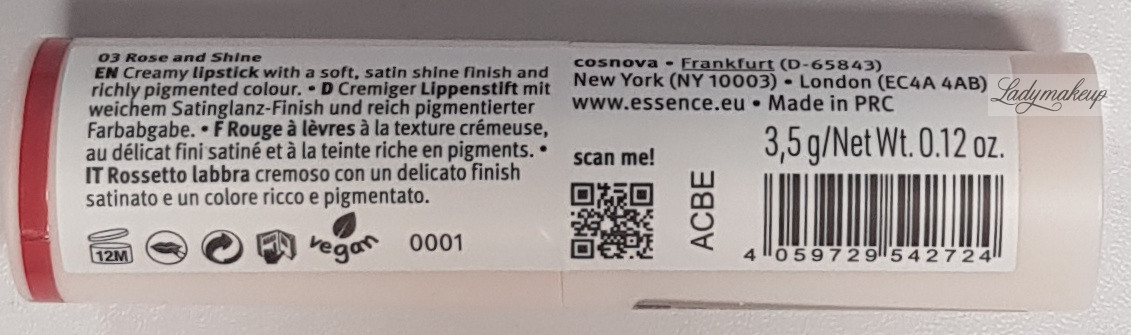 03 Rose and Shine
EN Creamy lipstick with a soft, satin shine finish and
richly pigmented colour. • D Cremiger Lippenstift mit
weichem Satinglanz-Finish und reich pigmentierter
Farbabgabe. • F Rouge à lèvres à la texture crémeuse,
au délicat fini satiné et à la teinte riche en pigments. •
IT Rossetto labbra cremoso con un delicato finish
satinato e un colore ricco e pigmentato.
12M
vegan
0001
cosnova • Frankfurt (D-65843)
New York (NY 10003) • London (EC4A 4AB)
www.essence.eu • Made in PRC
3,5 g/Net Wt. 0.12 oz.
scan me!
ACBE
4 059729 542724
Ladymakeup